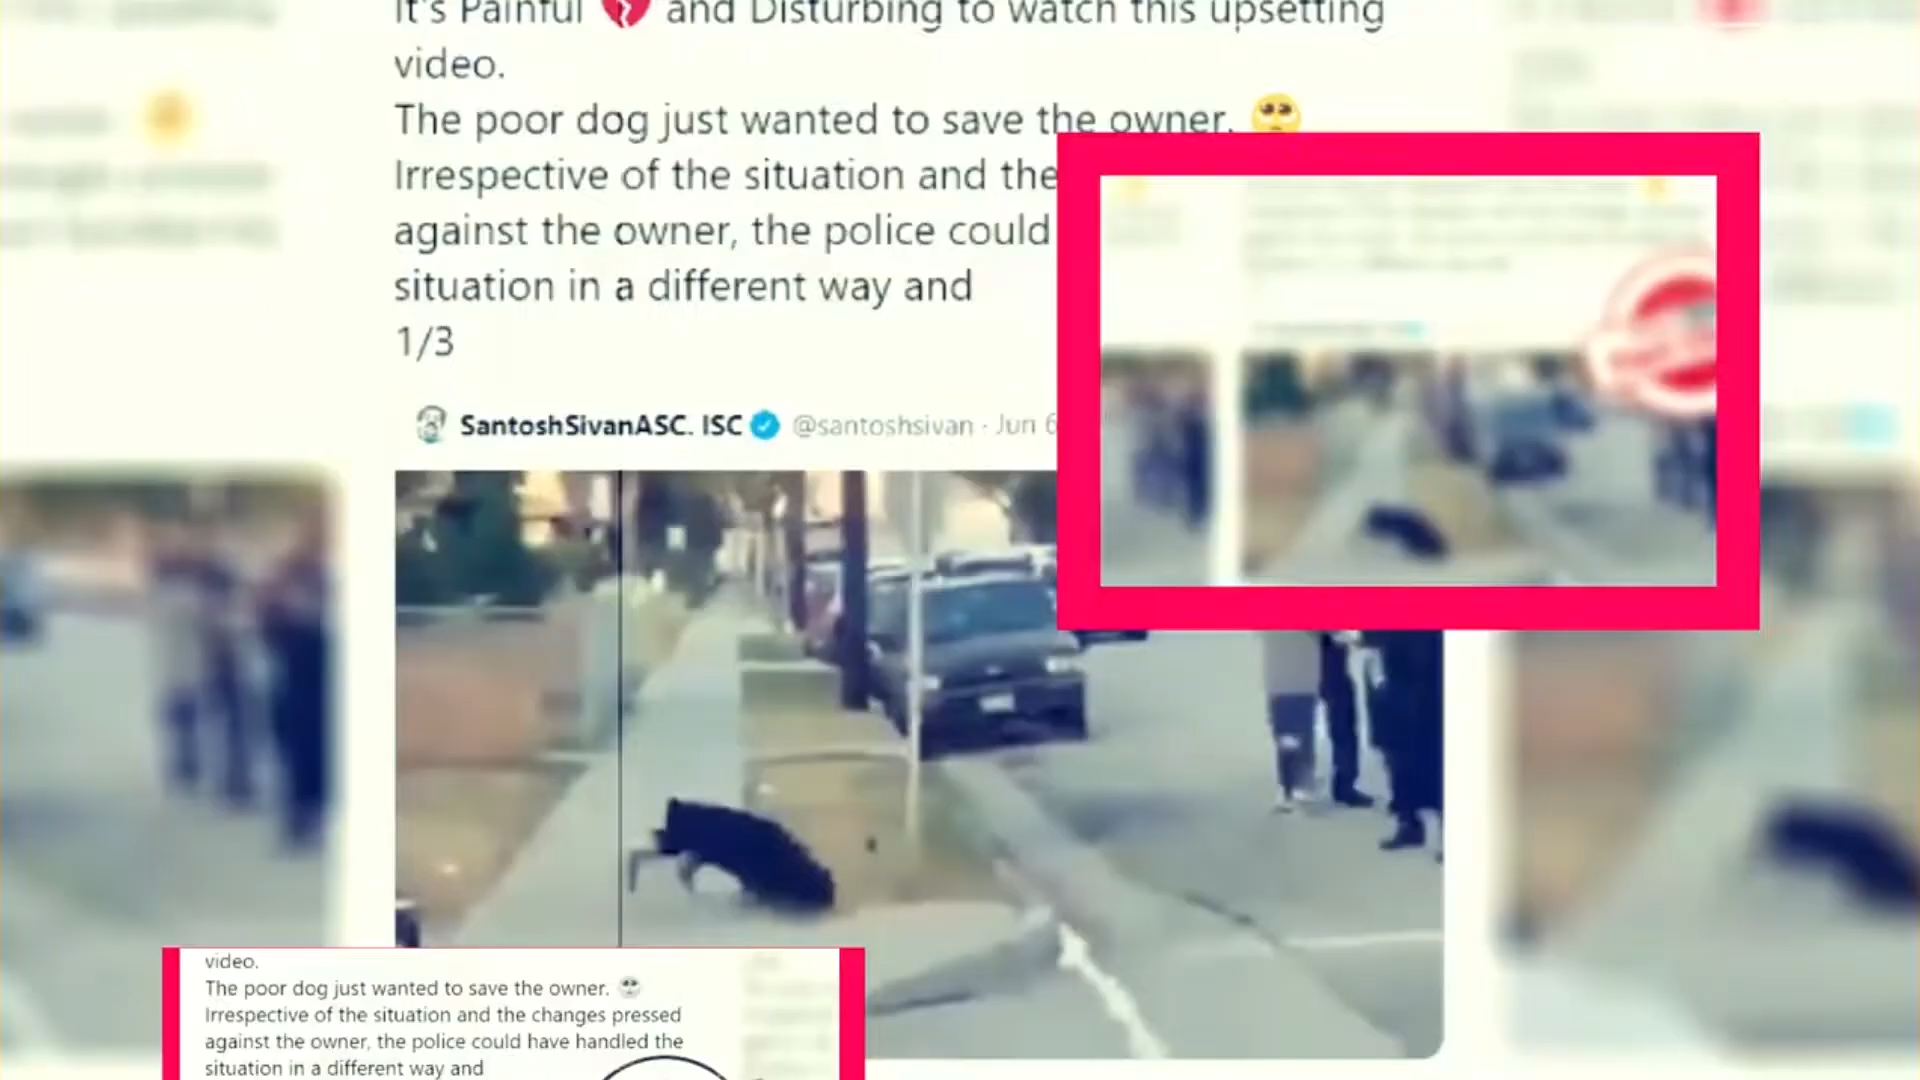 It's Painful 💔 and Disturbing to watch this upsetting
video.
The poor dog just wanted to save the owner. 🥺
Irrespective of the situation and the
against the owner, the police could
situation in a different way and
1/3
SantoshSivanASC. ISC @santoshsivan · Jun 6
video.
The poor dog just wanted to save the owner. 🥺
Irrespective of the situation and the changes pressed
against the owner, the police could have handled the
situation in a different way and